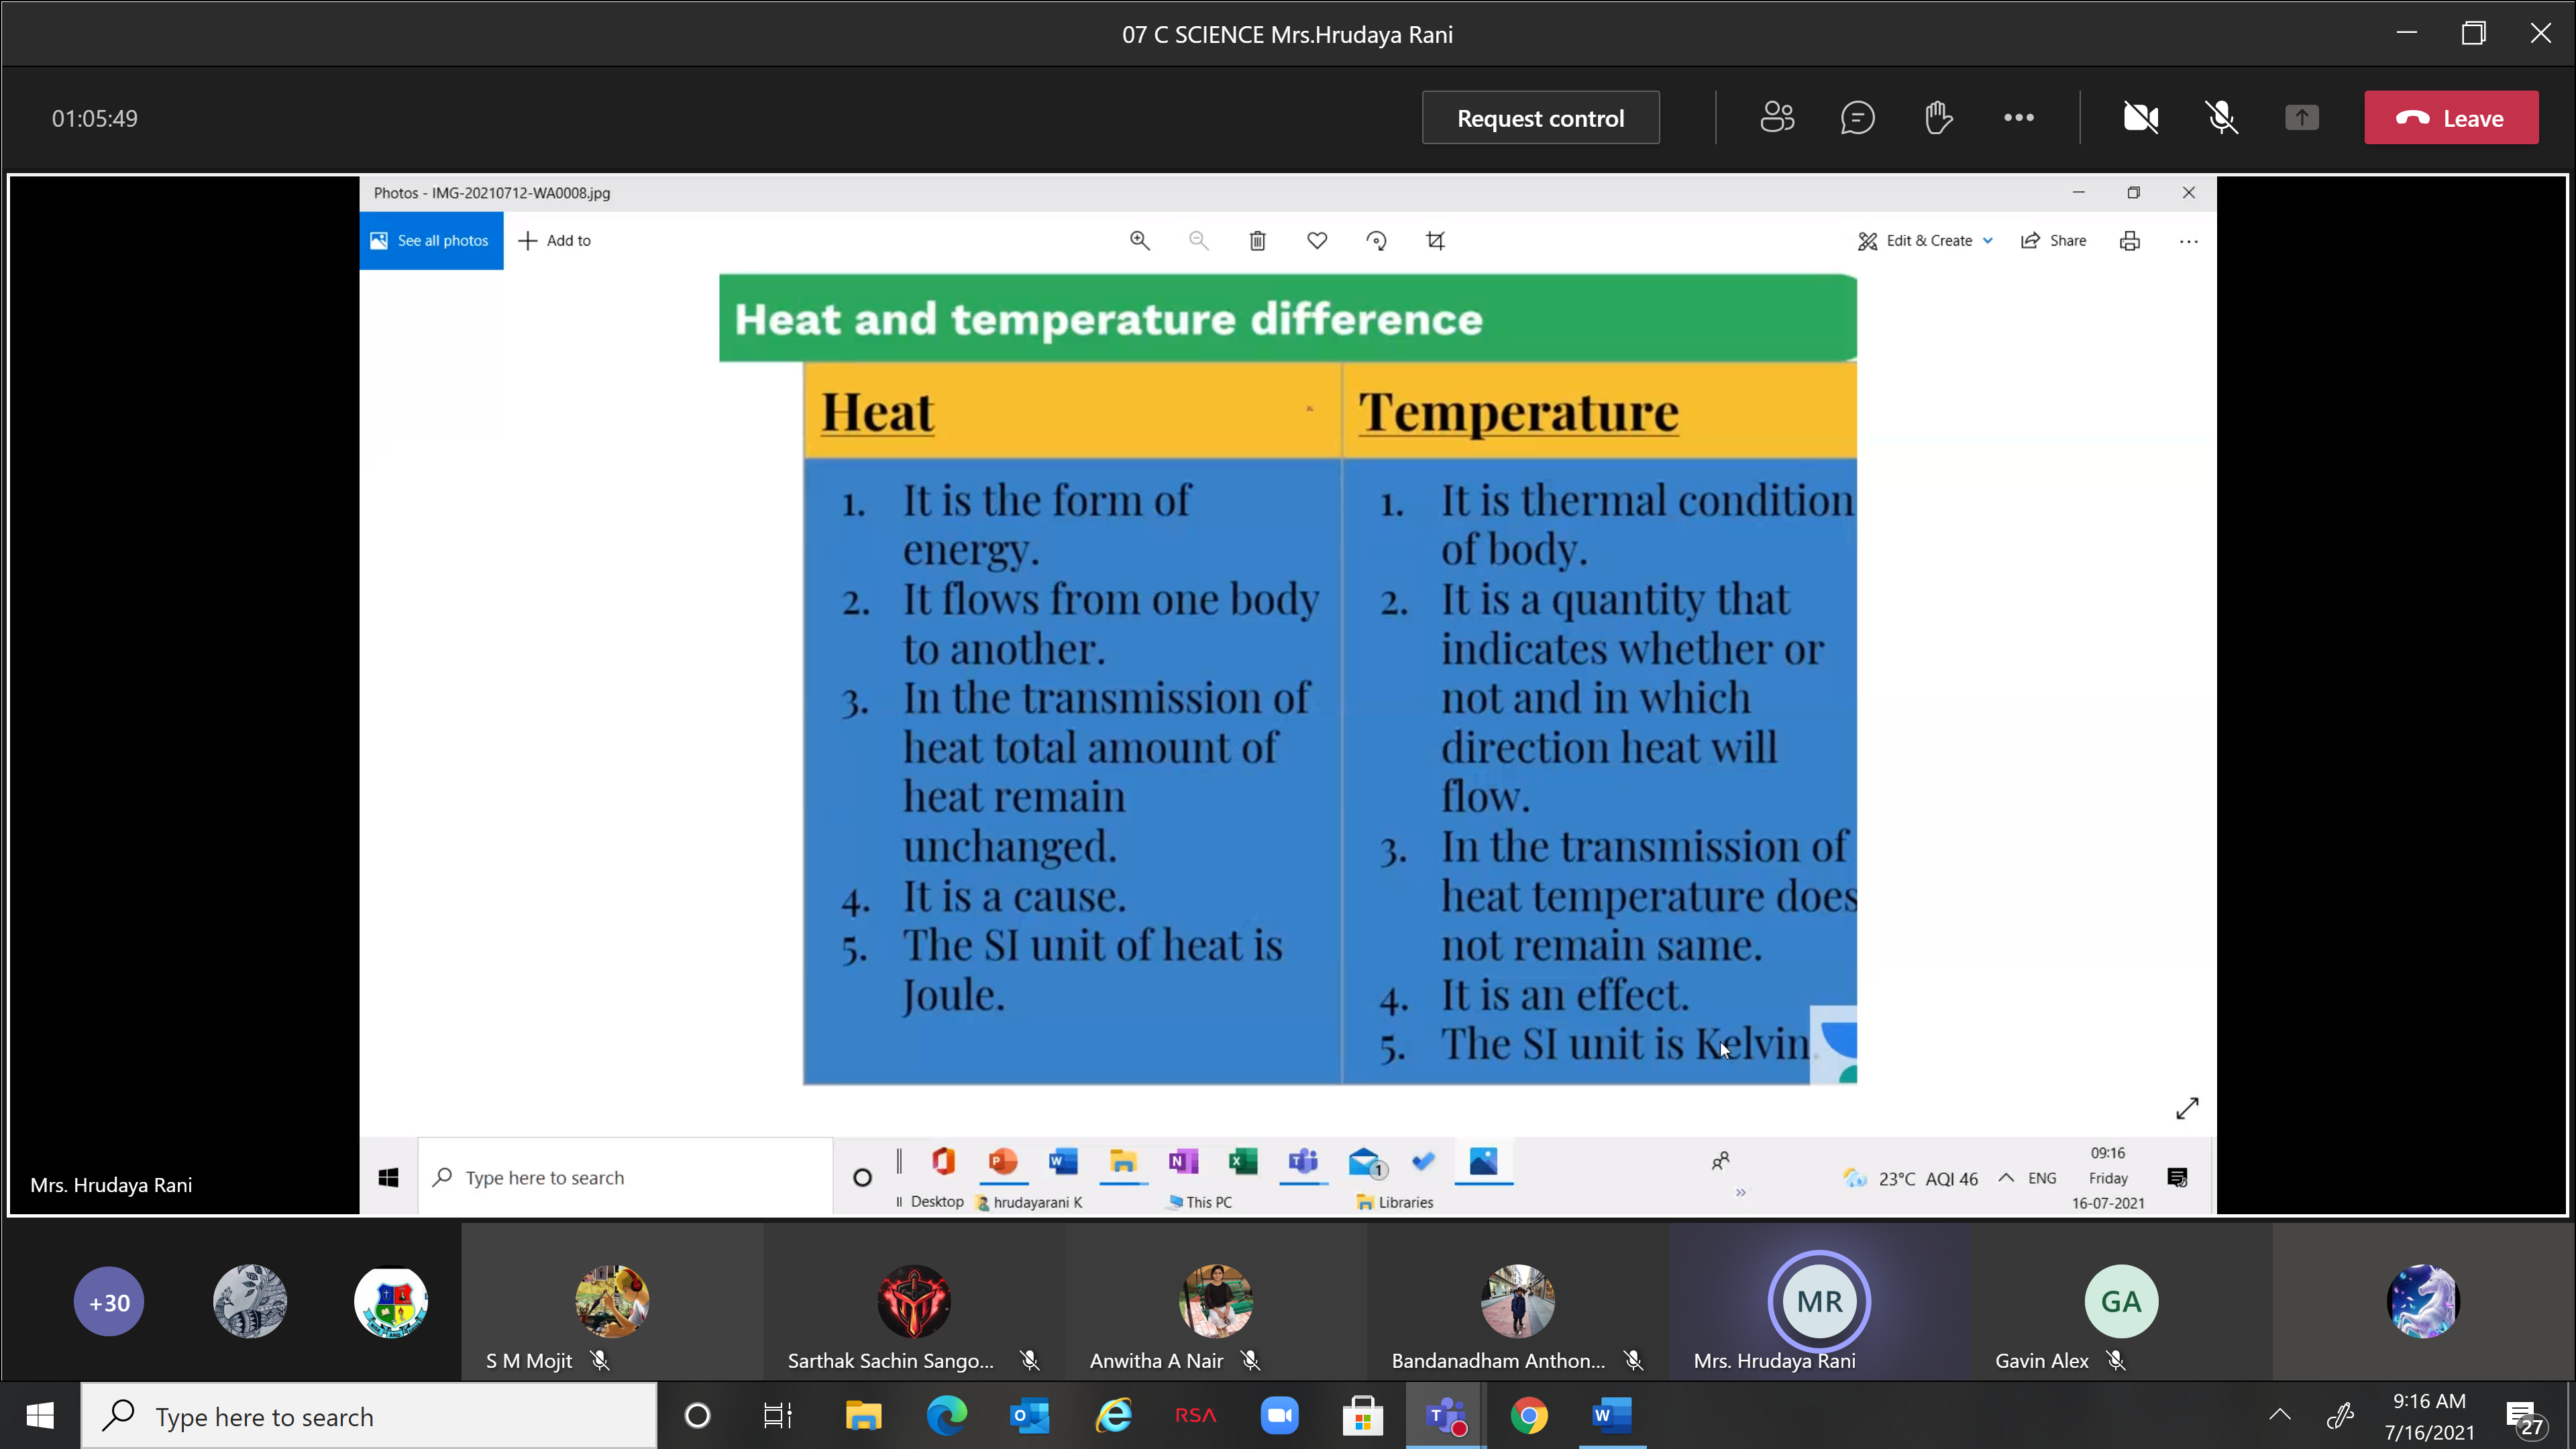 07 C SCIENCE Mrs.Hrudaya Rani
01:05:49
Request control
Leave
Photos - IMG-20210712-WA0008.jpg
See all photos
Add to
Edit & Create
Share
Heat and temperature difference
Heat
Temperature
1. It is the form of
energy.
2. It flows from one body
to another.
3. In the transmission of
heat total amount of
heat remain
unchanged.
4. It is a cause.
5. The SI unit of heat is
Joule.
1. It is thermal condition
of body.
2. It is a quantity that
indicates whether or
not and in which
direction heat will
flow.
3. In the transmission of
heat temperature does
not remain same.
4. It is an effect.
5. The SI unit is Kelvin.
Mrs. Hrudaya Rani
Type here to search
1
Desktop
hrudayarani K
This PC
Libraries
23°C AQI 46
ENG
09:16
Friday
16-07-2021
+30
S M Mojit
Sarthak Sachin Sango...
Anwitha A Nair
Bandanadham Anthon...
MR
Mrs. Hrudaya Rani
GA
Gavin Alex
Type here to search
RSA
9:16 AM
7/16/2021
27